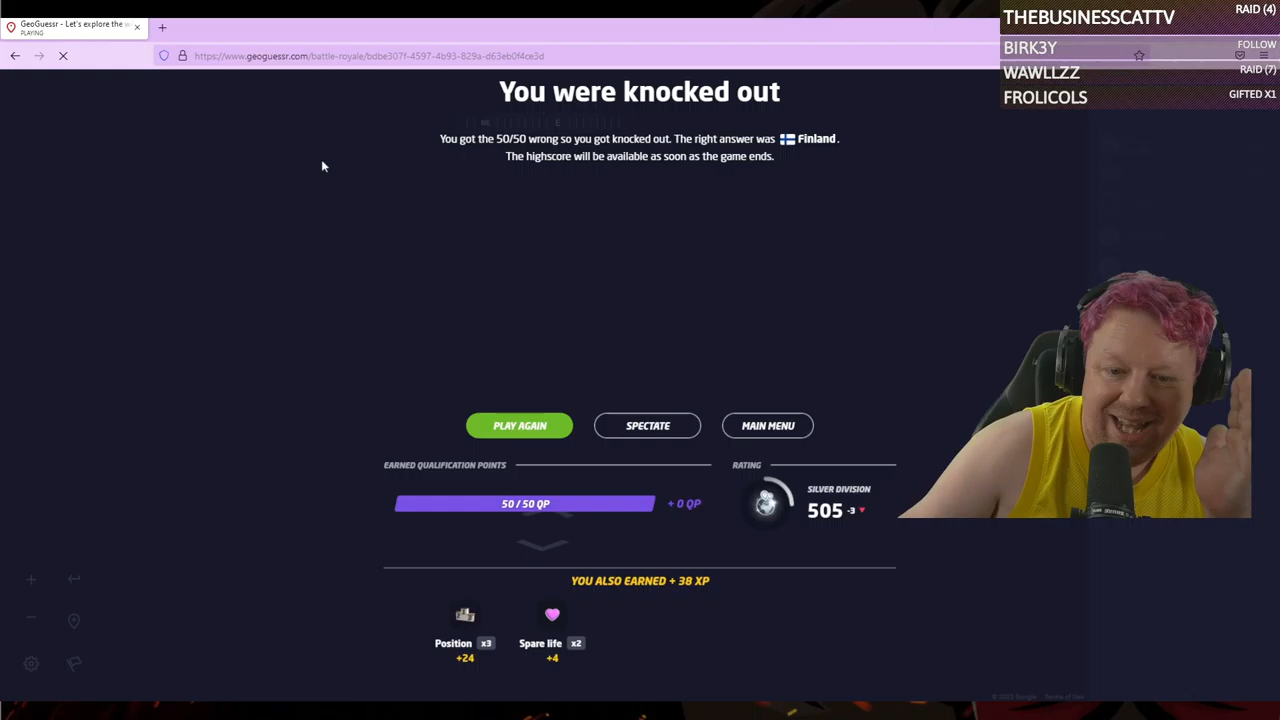 GeoGuessr - Let's explore the w
PLAYING
https://www.geoguessr.com/battle-royale/bdbe307f-4597-4b93-829a-d63eb0f4ce3d
THEBUSINESSCATTV RAID (4)
BIRK3Y FOLLOW
WAWLLZZ RAID (7)
FROLICOLS GIFTED X1
You were knocked out
NE E
You got the 50/50 wrong so you got knocked out. The right answer was Finland.
The highscore will be available as soon as the game ends.
PLAY AGAIN SPECTATE MAIN MENU
EARNED QUALIFICATION POINTS
50 / 50 QP + 0 QP
RATING
SILVER DIVISION
505 -3
YOU ALSO EARNED + 38 XP
Position x3
+24
Spare life x2
+4
Terms of Use